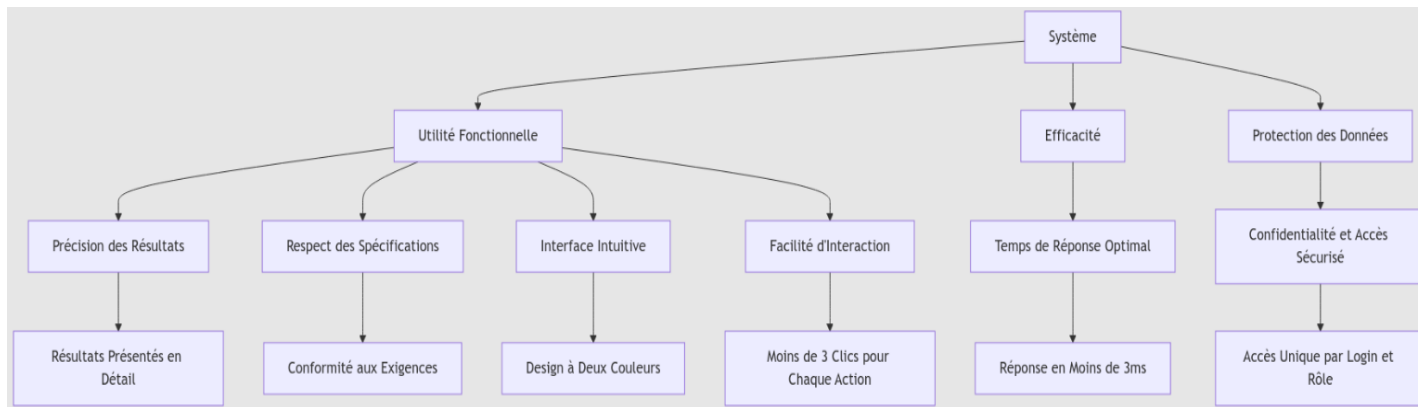 Système
Utilité Fonctionnelle
Efficacité
Protection des Données
Précision des Résultats
Respect des Spécifications
Interface Intuitive
Facilité d'Interaction
Temps de Réponse Optimal
Confidentialité et Accès
Sécurisé
Résultats Présentés en
Détail
Conformité aux Exigences
Design à Deux Couleurs
Moins de 3 Clics pour
Chaque Action
Réponse en Moins de 3ms
Accès Unique par Login et
Rôle